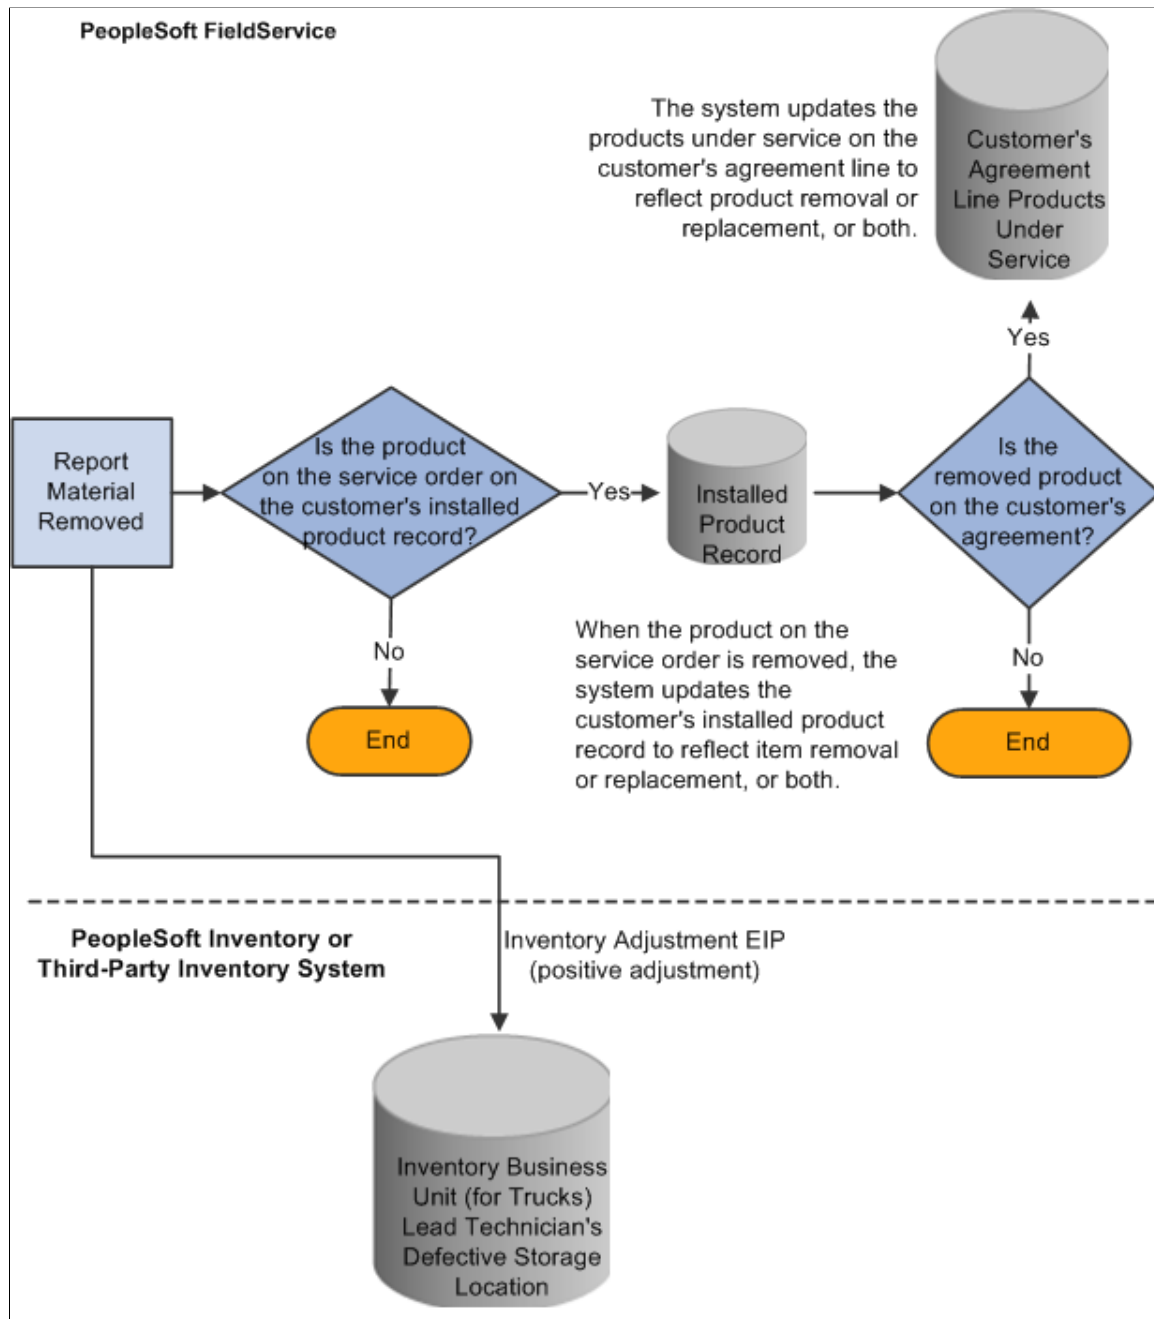 PeopleSoft FieldService
The system updates the
products under service on the
customer's agreement line to
reflect product removal or
replacement, or both.
Customer's
Agreement
Line Products
Under
Service
Yes
Report
Material
Removed
Is the product
on the service order on
the customer's installed
product record?
Yes
Installed
Product
Record
Is the
removed product
on the customer's
agreement?
No
End
When the product on the
service order is removed, the
system updates the
customer's installed product
record to reflect item removal
or replacement, or both.
No
End
PeopleSoft Inventory or
Third-Party Inventory System
Inventory Adjustment EIP
(positive adjustment)
Inventory Business
Unit (for Trucks)
Lead Technician's
Defective Storage
Location